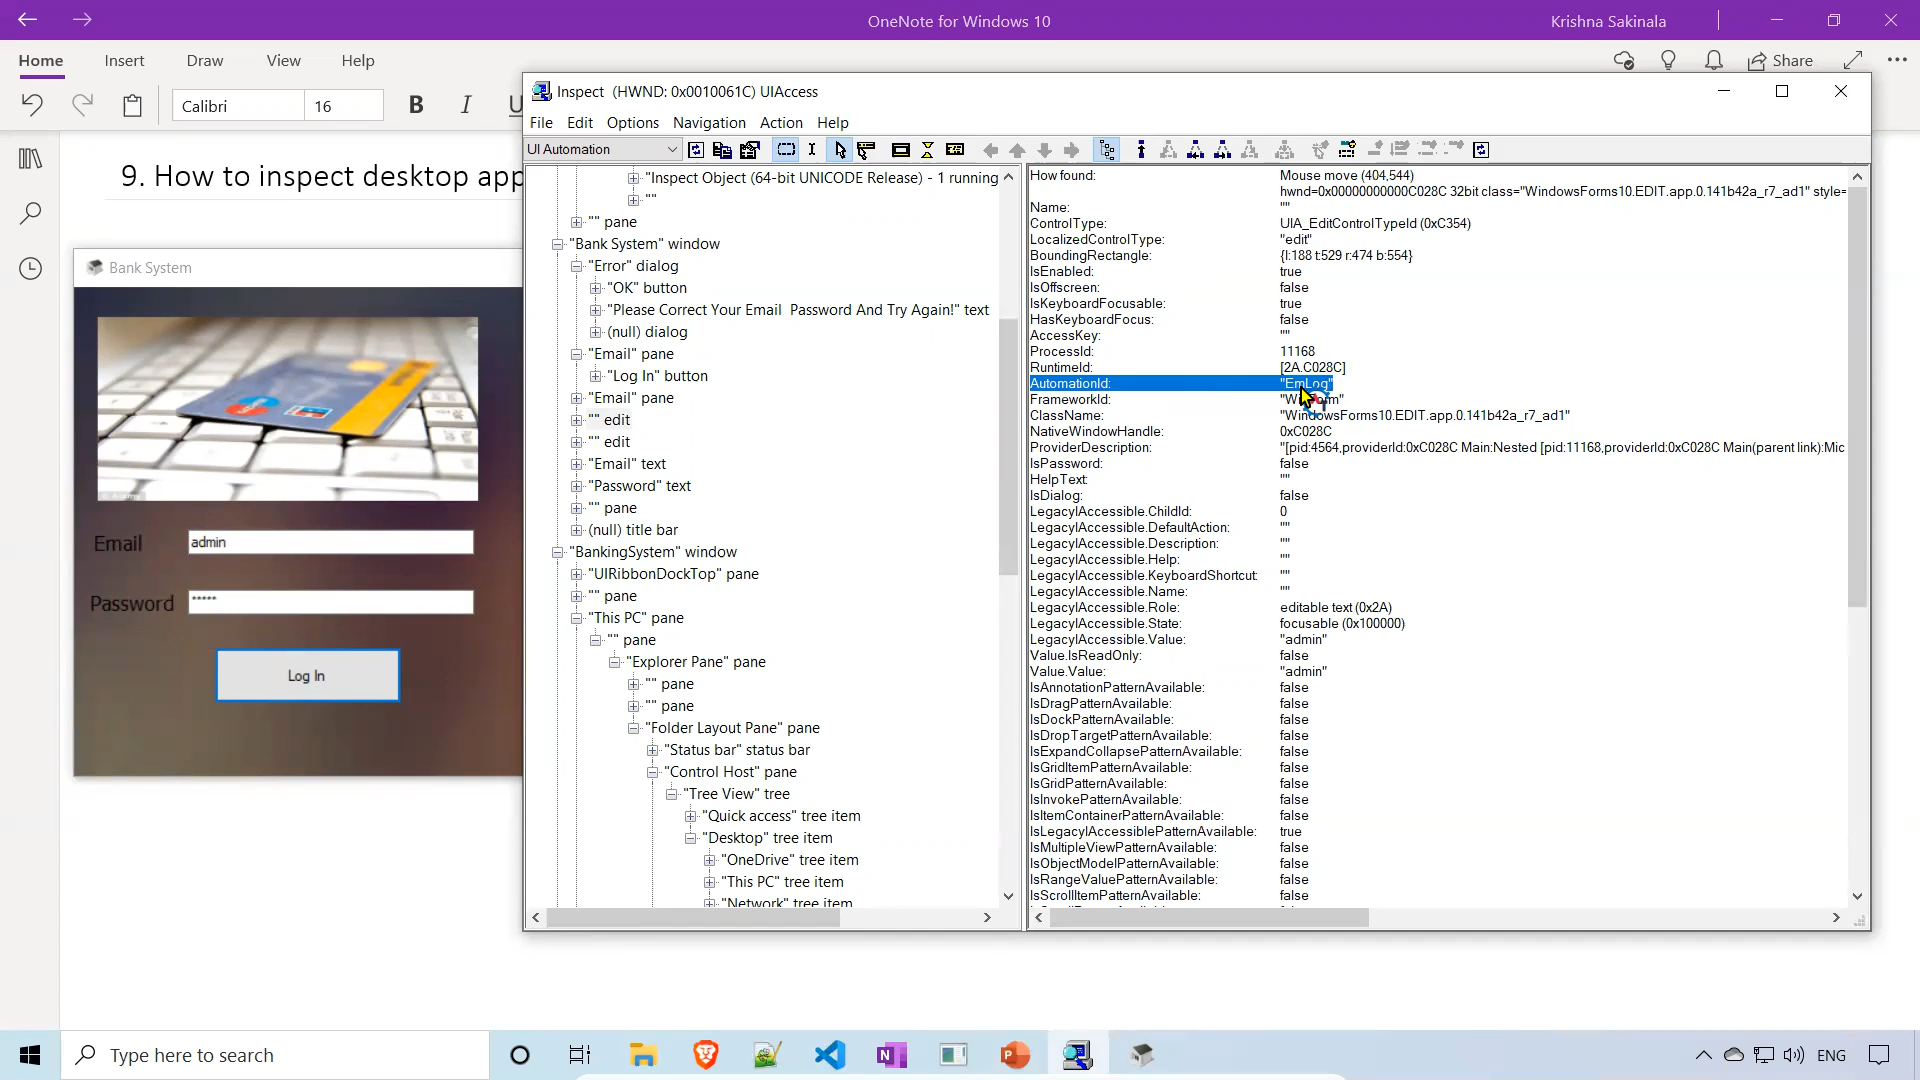 OneNote for Windows 10
Krishna Sakinala
Home Insert Draw View Help
Share
Calibri 16 B I U
9. How to inspect desktop app
Bank System
Email admin
Password *****
Log In
Inspect (HWND: 0x0010061C) UIAccess
File Edit Options Navigation Action Help
UI Automation
"Inspect Object (64-bit UNICODE Release) - 1 running
""
"" pane
"Bank System" window
"Error" dialog
"OK" button
"Please Correct Your Email  Password And Try Again!" text
(null) dialog
"Email" pane
"Log In" button
"Email" pane
"" edit
"" edit
"Email" text
"Password" text
"" pane
(null) title bar
"BankingSystem" window
"UIRibbonDockTop" pane
"" pane
"This PC" pane
"" pane
"Explorer Pane" pane
"" pane
"" pane
"Folder Layout Pane" pane
"Status bar" status bar
"Control Host" pane
"Tree View" tree
"Quick access" tree item
"Desktop" tree item
"OneDrive" tree item
"This PC" tree item
"Network" tree item
How found: Mouse move (404,544)
hwnd=0x00000000000C028C 32bit class="WindowsForms10.EDIT.app.0.141b42a_r7_ad1" style=
Name: ""
ControlType: UIA_EditControlTypeId (0xC354)
LocalizedControlType: "edit"
BoundingRectangle: {l:188 t:529 r:474 b:554}
IsEnabled: true
IsOffscreen: false
IsKeyboardFocusable: true
HasKeyboardFocus: false
AccessKey: ""
ProcessId: 11168
RuntimeId: [2A.C028C]
AutomationId: "EmLog"
FrameworkId:
ClassName: "WindowsForms10.EDIT.app.0.141b42a_r7_ad1"
NativeWindowHandle: 0xC028C
ProviderDescription: "[pid:4564,providerId:0xC028C Main:Nested [pid:11168,providerId:0xC028C Main(parent link):Mic
IsPassword: false
HelpText: ""
IsDialog: false
LegacyIAccessible.ChildId: 0
LegacyIAccessible.DefaultAction: ""
LegacyIAccessible.Description: ""
LegacyIAccessible.Help: ""
LegacyIAccessible.KeyboardShortcut: ""
LegacyIAccessible.Name: ""
LegacyIAccessible.Role: editable text (0x2A)
LegacyIAccessible.State: focusable (0x100000)
LegacyIAccessible.Value: "admin"
Value.IsReadOnly: false
Value.Value: "admin"
IsAnnotationPatternAvailable: false
IsDragPatternAvailable: false
IsDockPatternAvailable: false
IsDropTargetPatternAvailable: false
IsExpandCollapsePatternAvailable: false
IsGridItemPatternAvailable: false
IsGridPatternAvailable: false
IsInvokePatternAvailable: false
IsItemContainerPatternAvailable: false
IsLegacyIAccessiblePatternAvailable: true
IsMultipleViewPatternAvailable: false
IsObjectModelPatternAvailable: false
IsRangeValuePatternAvailable: false
IsScrollItemPatternAvailable: false
Type here to search
ENG